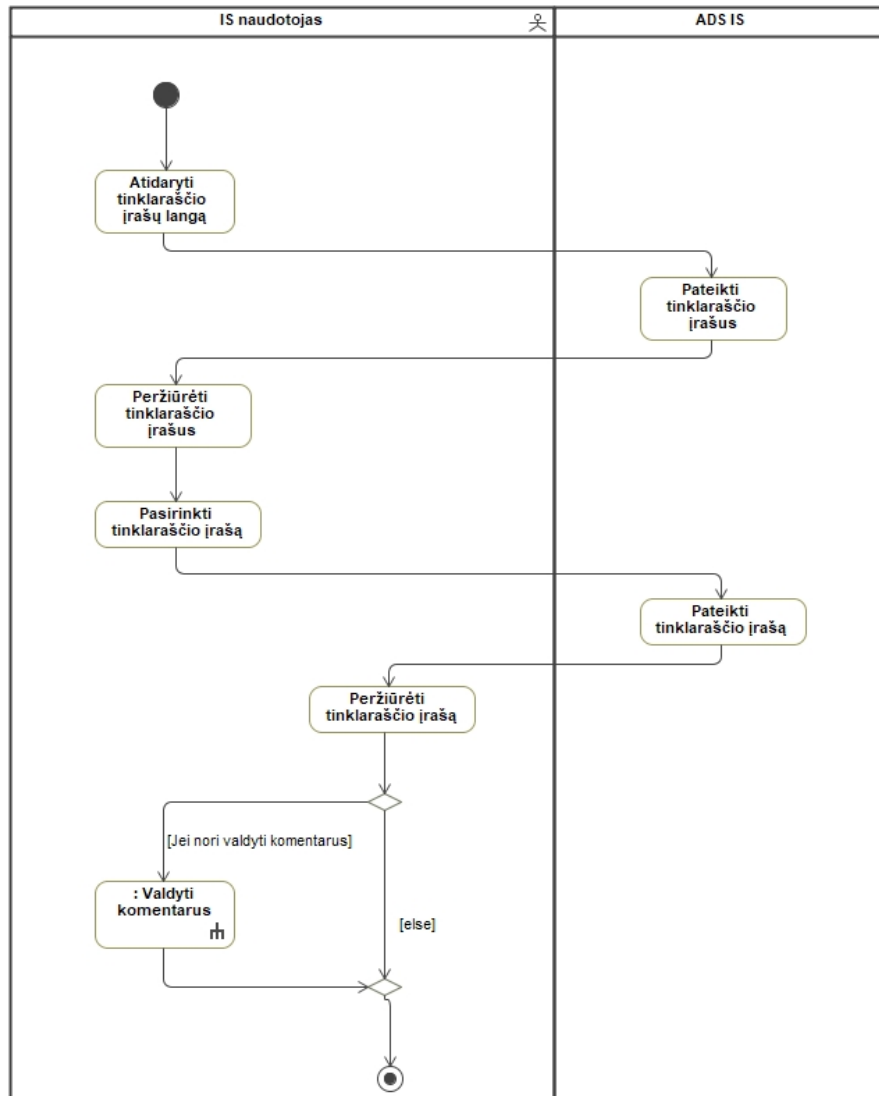 IS naudotojas
ADS IS
Atidaryti
tinklaraščio
įrašų langą
Pateikti
tinklaraščio
įrašus
Peržiūrėti
tinklaraščio
įrašus
Pasirinkti
tinklaraščio įrašą
Pateikti
tinklaraščio įrašą
Peržiūrėti
tinklaraščio įrašą
[Jei nori valdyti komentarus]
: Valdyti
komentarus
[else]